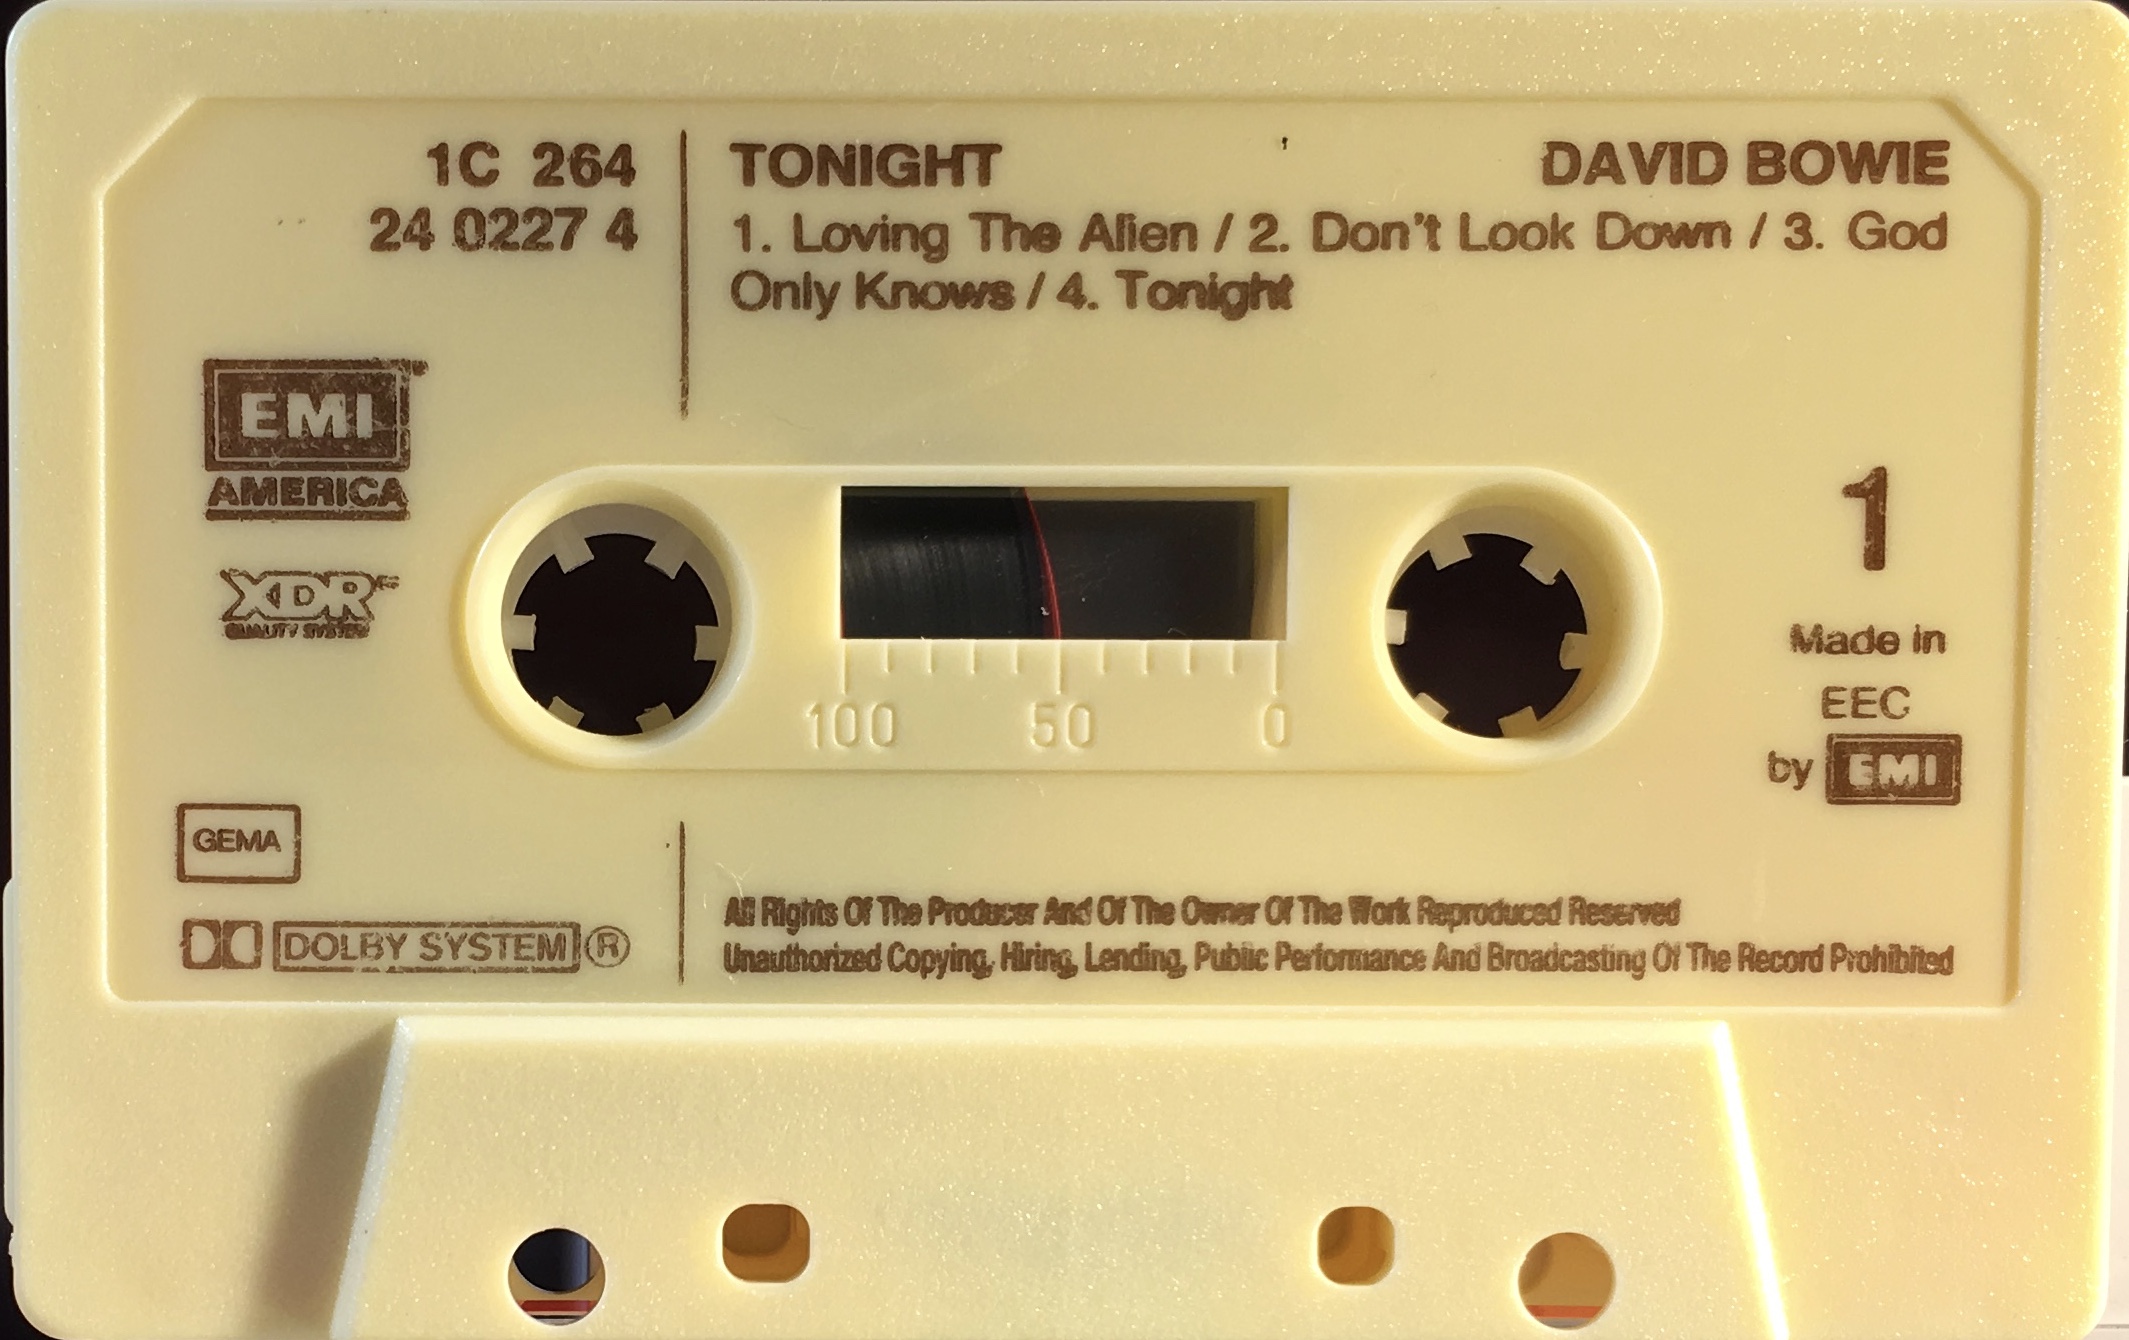 1C 264
24 0227 4
TONIGHT DAVID BOWIE
1. Loving The Alien / 2. Don't Look Down / 3. God
Only Knows / 4. Tonight
EMI
AMERICA
XDR
QUALITY SYSTEM
1
Made in
EEC
by EMI
100 50 0
GEMA
DOLBY SYSTEM ®
All Rights Of The Producer And Of The Owner Of The Work Reproduced Reserved
Unauthorized Copying, Hiring, Lending, Public Performance And Broadcasting Of The Record Prohibited